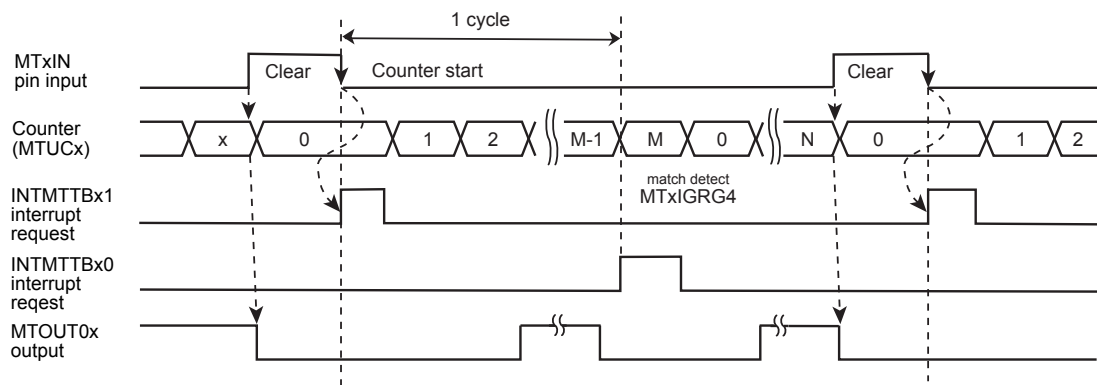 1 cycle
MTxIN
pin input
Clear
Counter start
Clear
Counter
(MTUCx)
x
0
1
2
M-1
M
0
N
0
1
2
match detect
MTxIGRG4
INTMTTBx1
interrupt
request
INTMTTBx0
interrupt
reqest
MTOUT0x
output